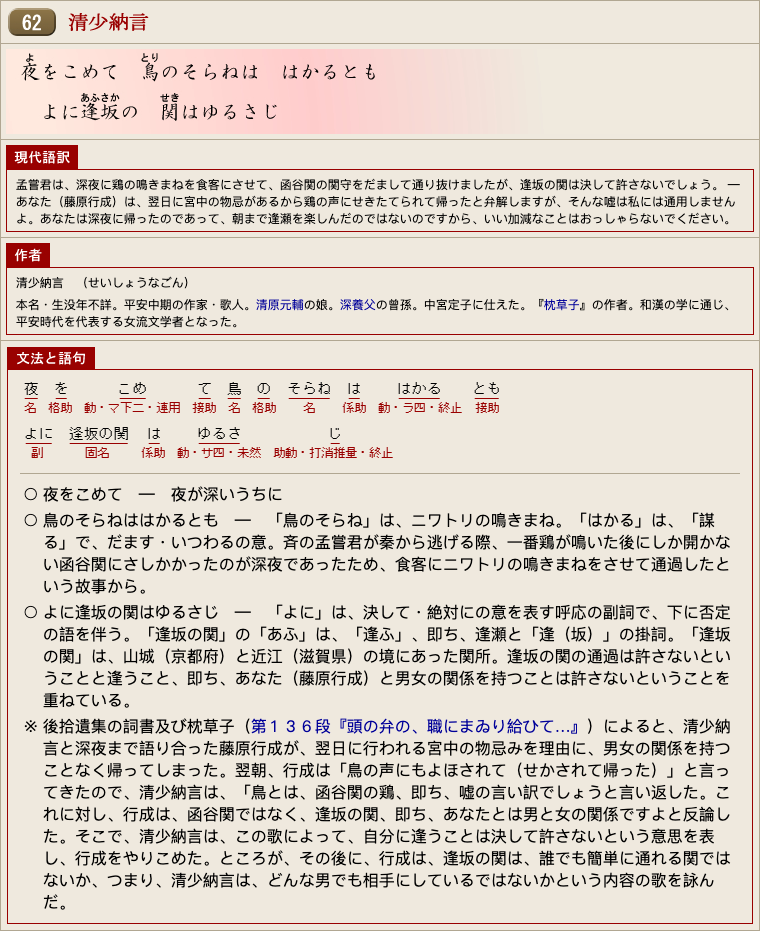 62 清少納言
夜をこめて　鳥のそらねは　はかるとも
よ　とり
よに逢坂の　関はゆるさじ
あふさか　せき
現代語訳
孟嘗君は、深夜に鶏の鳴きまねを食客にさせて、函谷関の関守をだまして通り抜けましたが、逢坂の関は決して許さないでしょう。 ―
あなた（藤原行成）は、翌日に宮中の物忌があるから鶏の声にせきたてられて帰ったと弁解しますが、そんな嘘は私には通用しません
よ。あなたは深夜に帰ったのであって、朝まで逢瀬を楽しんだのではないのですから、いい加減なことはおっしゃらないでください。
作者
清少納言　（せいしょうなごん）
本名・生没年不詳。平安中期の作家・歌人。清原元輔の娘。深養父の曾孫。中宮定子に仕えた。『枕草子』の作者。和漢の学に通じ、
平安時代を代表する女流文学者となった。
文法と語句
夜 を こめ て 鳥 の そらね は はかる とも
名 格助 動・マ下二・連用 接助 名 格助 名 係助 動・ラ四・終止 接助
よに 逢坂の関 は ゆるさ じ
副 固名 係助 動・サ四・未然 助動・打消推量・終止
○ 夜をこめて　―　夜が深いうちに
○ 鳥のそらねははかるとも　―　「鳥のそらね」は、ニワトリの鳴きまね。「はかる」は、「謀
る」で、だます・いつわるの意。斉の孟嘗君が秦から逃げる際、一番鶏が鳴いた後にしか開かな
い函谷関にさしかかったのが深夜であったため、食客にニワトリの鳴きまねをさせて通過したと
いう故事から。
○ よに逢坂の関はゆるさじ　―　「よに」は、決して・絶対にの意を表す呼応の副詞で、下に否定
の語を伴う。「逢坂の関」の「あふ」は、「逢ふ」、即ち、逢瀬と「逢（坂）」の掛詞。「逢坂
の関」は、山城（京都府）と近江（滋賀県）の境にあった関所。逢坂の関の通過は許さないとい
うことと逢うこと、即ち、あなた（藤原行成）と男女の関係を持つことは許さないということを
重ねている。
※ 後拾遺集の詞書及び枕草子（第１３６段『頭の弁の、職にまゐり給ひて…』）によると、清少納
言と深夜まで語り合った藤原行成が、翌日に行われる宮中の物忌みを理由に、男女の関係を持つ
ことなく帰ってしまった。翌朝、行成は「鳥の声にもよほされて（せかされて帰った）」と言っ
てきたので、清少納言は、「鳥とは、函谷関の鶏、即ち、嘘の言い訳でしょうと言い返した。こ
れに対し、行成は、函谷関ではなく、逢坂の関、即ち、あなたとは男と女の関係ですよと反論し
た。そこで、清少納言は、この歌によって、自分に逢うことは決して許さないという意思を表
し、行成をやりこめた。ところが、その後に、行成は、逢坂の関は、誰でも簡単に通れる関では
ないか、つまり、清少納言は、どんな男でも相手にしているではないかという内容の歌を詠ん
だ。